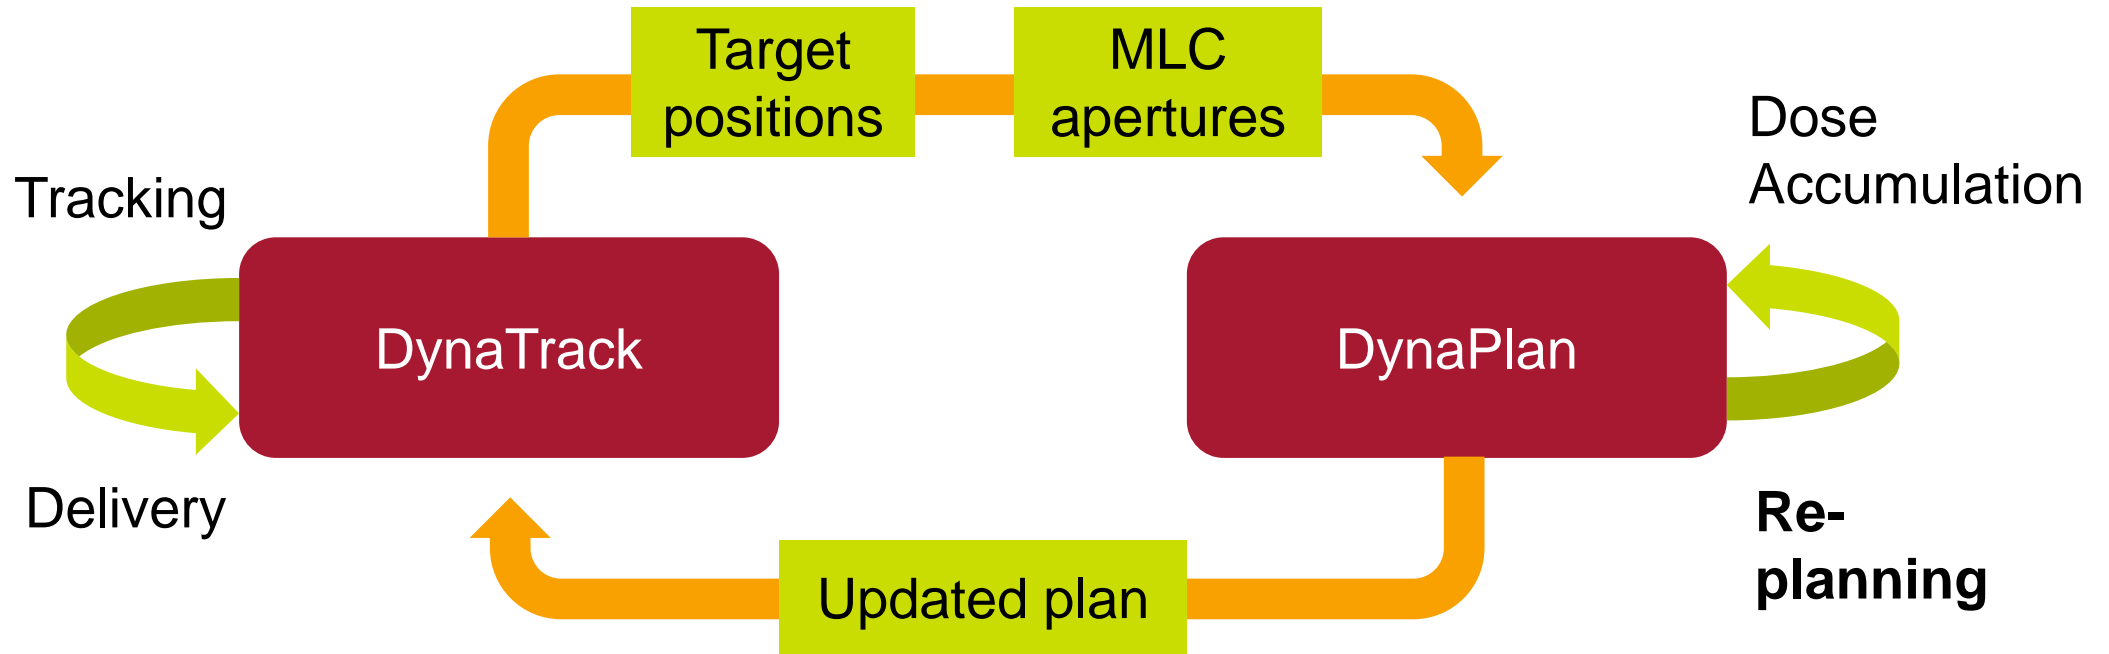 Target
positions
MLC
apertures
Dose
Accumulation
Tracking
DynaTrack
DynaPlan
Delivery
Re-
planning
Updated plan